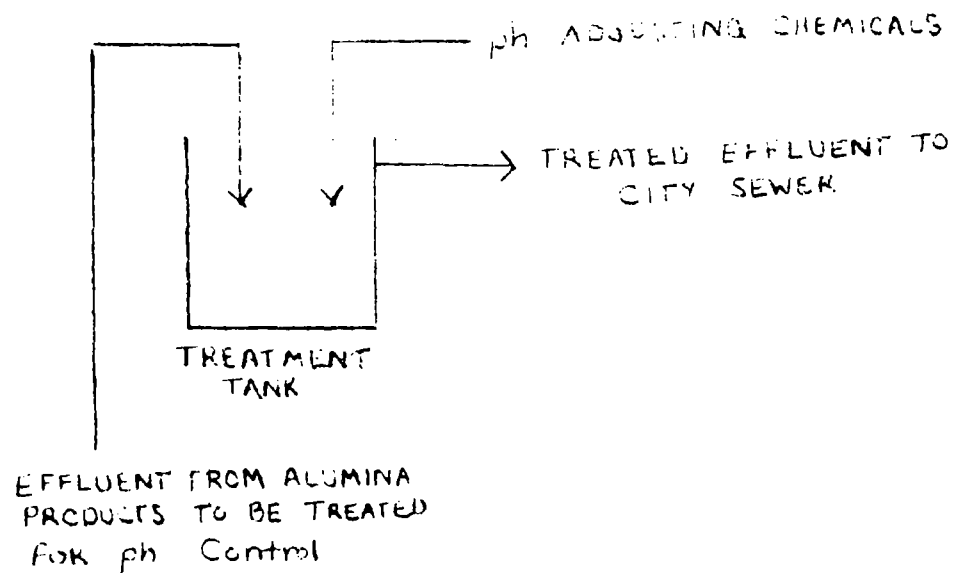 ph ADJUSTING CHEMICALS
TREATED EFFLUENT TO
CITY SEWER
TREATMENT
TANK
EFFLUENT FROM ALUMINA
PRODUCTS TO BE TREATED
FOR ph Control